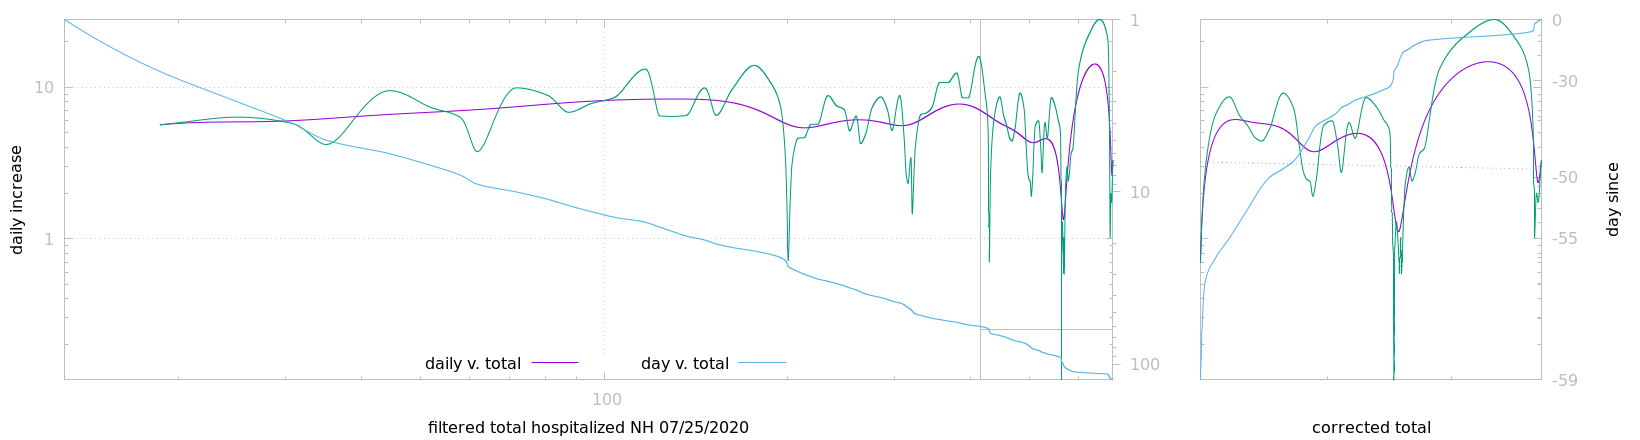 daily increase
10
1
daily v. total
day v. total
100
filtered total hospitalized NH 07/25/2020
1
10
100
0
-30
-50
-55
-59
day since
corrected total